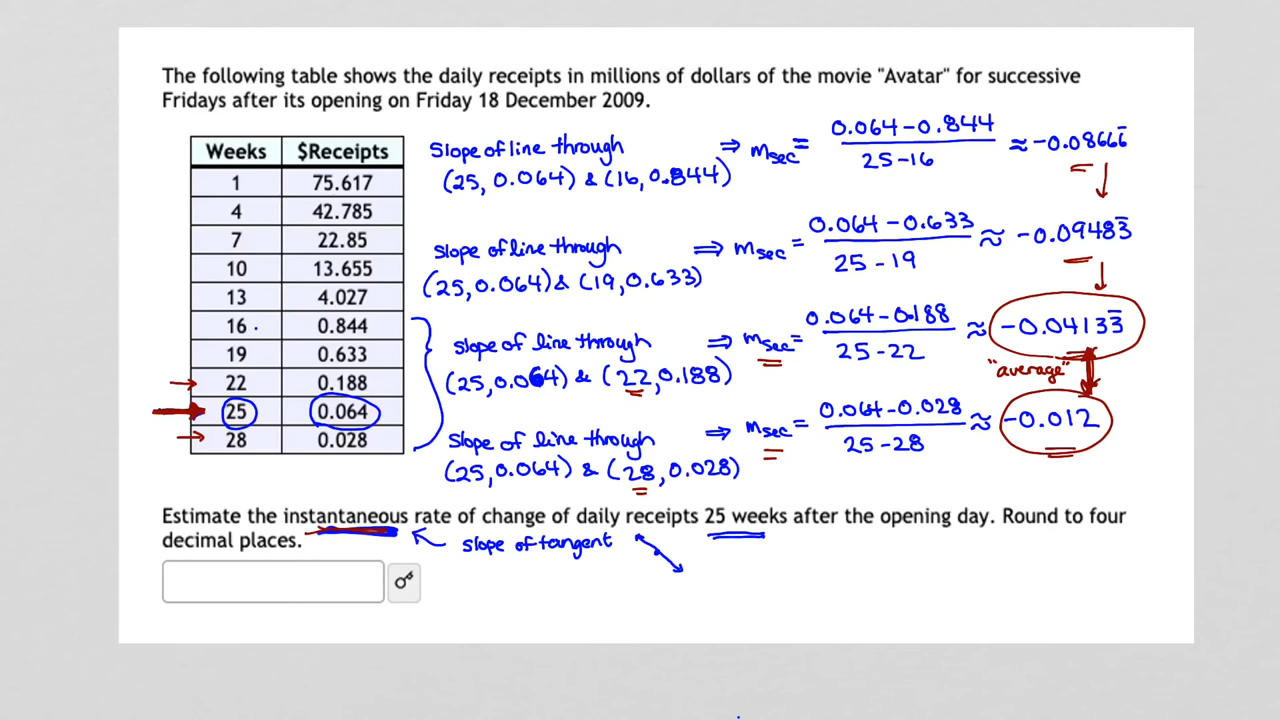 The following table shows the daily receipts in millions of dollars of the movie "Avatar" for successive
Fridays after its opening on Friday 18 December 2009.
Weeks $Receipts
1 75.617
4 42.785
7 22.85
10 13.655
13 4.027
16 0.844
19 0.633
22 0.188
25 0.064
28 0.028
Slope of line through
(25, 0.064) & (16, 0.844) ⇒ m_sec = (0.064 - 0.844)/(25 - 16) ≈ -0.08666̅
Slope of line through
(25, 0.064) & (19, 0.633) ⇒ m_sec = (0.064 - 0.633)/(25 - 19) ≈ -0.09483̅
Slope of line through
(25, 0.064) & (22, 0.188) ⇒ m_sec = (0.064 - 0.188)/(25 - 22) ≈ -0.04133̅
"average"
Slope of line through
(25, 0.064) & (28, 0.028) ⇒ m_sec = (0.064 - 0.028)/(25 - 28) ≈ -0.012
Estimate the instantaneous rate of change of daily receipts 25 weeks after the opening day. Round to four
decimal places.
slope of tangent